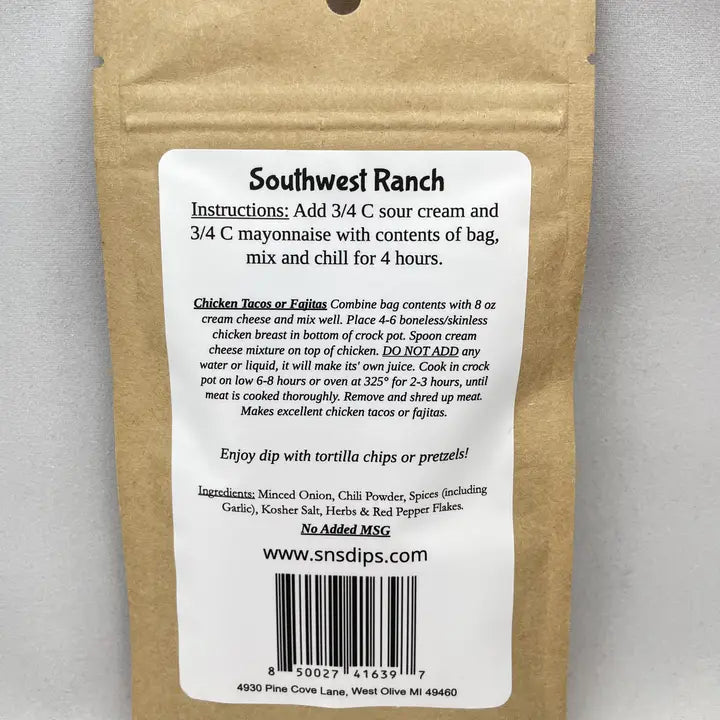 Southwest Ranch
Instructions: Add 3/4 C sour cream and
3/4 C mayonnaise with contents of bag,
mix and chill for 4 hours.
Chicken Tacos or Fajitas Combine bag contents with 8 oz
cream cheese and mix well. Place 4-6 boneless/skinless
chicken breast in bottom of crock pot. Spoon cream
cheese mixture on top of chicken. DO NOT ADD any
water or liquid, it will make its' own juice. Cook in crock
pot on low 6-8 hours or oven at 325° for 2-3 hours, until
meat is cooked thoroughly. Remove and shred up meat.
Makes excellent chicken tacos or fajitas.
Enjoy dip with tortilla chips or pretzels!
Ingredients: Minced Onion, Chili Powder, Spices (including
Garlic), Kosher Salt, Herbs & Red Pepper Flakes.
No Added MSG
www.snsdips.com
8 50027 41639 7
4930 Pine Cove Lane, West Olive MI 49460